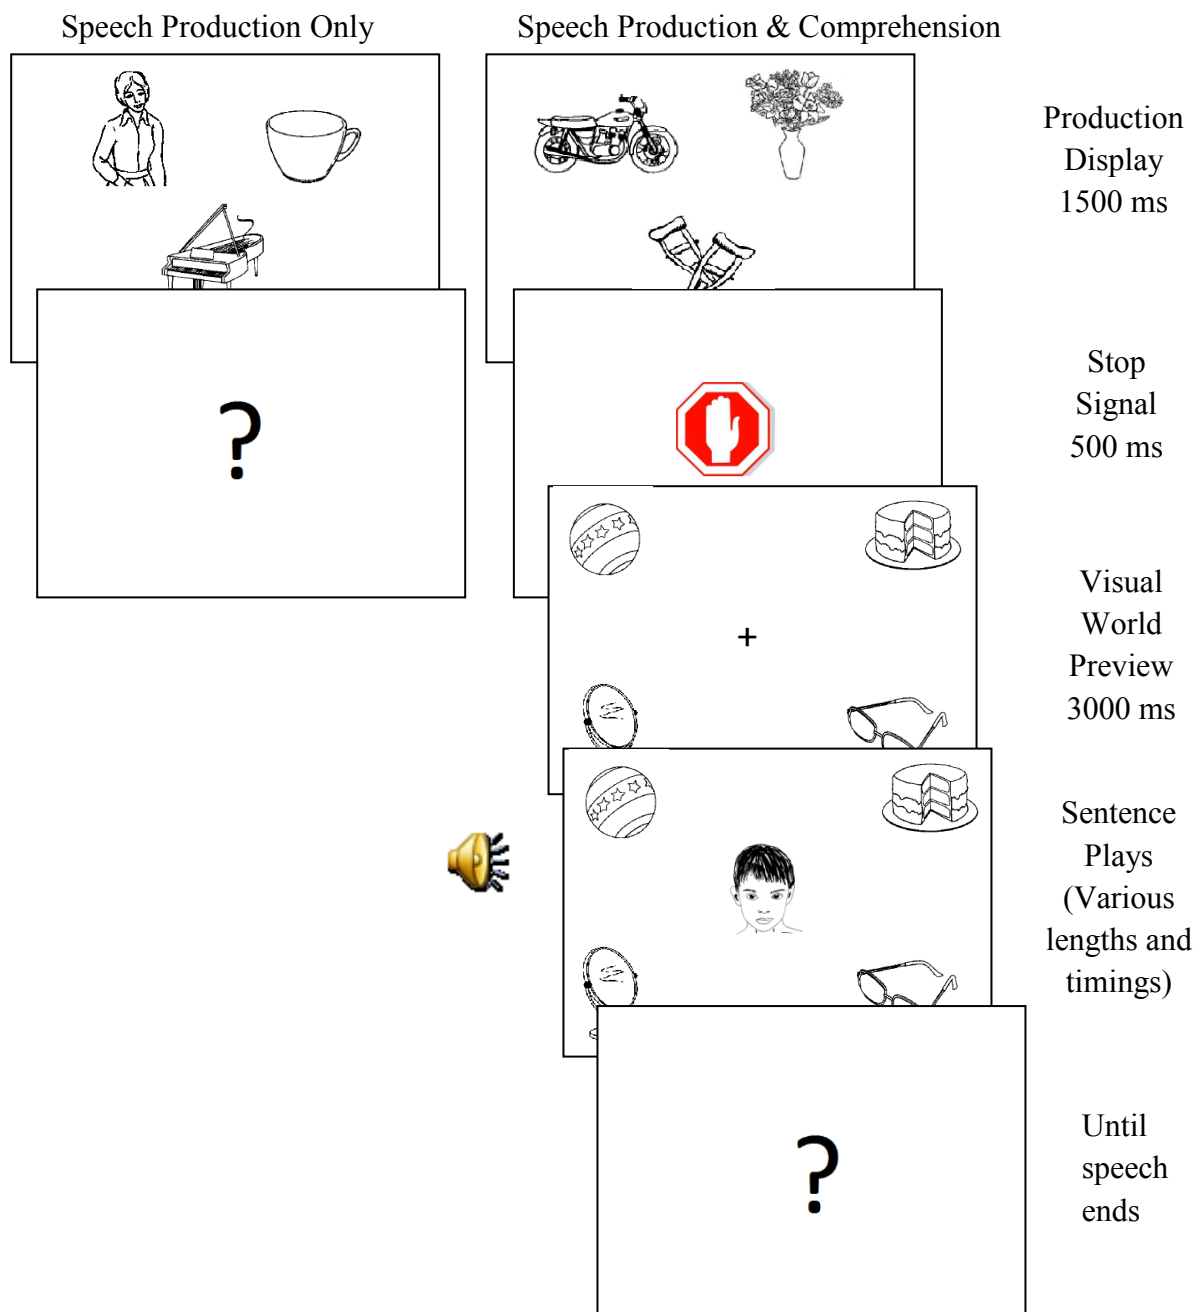 Speech Production Only
Speech Production & Comprehension
Production
Display
1500 ms
?
Stop
Signal
500 ms
+
Visual
World
Preview
3000 ms
Sentence
Plays
(Various
lengths and
timings)
?
Until
speech
ends